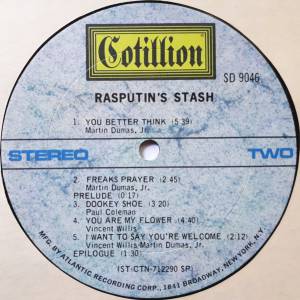 Cotillion
SD 9046
RASPUTIN'S STASH
1. YOU BETTER THINK (5:39)
Martin Dumas, Jr.
STEREO TWO
2. FREAKS PRAYER (2:45)
Martin Dumas, Jr.
PRELUDE (0:17)
3. DOOKEY SHOE (3:20)
Paul Coleman
4. YOU ARE MY FLOWER (4:40)
Vincent Willis
5. I WANT TO SAY YOU'RE WELCOME (2:12)
Vincent Willis/Martin Dumas, Jr.
EPILOGUE (1:30)
(ST-CTN-712290 SP)
MFG. BY ATLANTIC RECORDING CORP., 1841 BROADWAY, NEW YORK, N.Y.